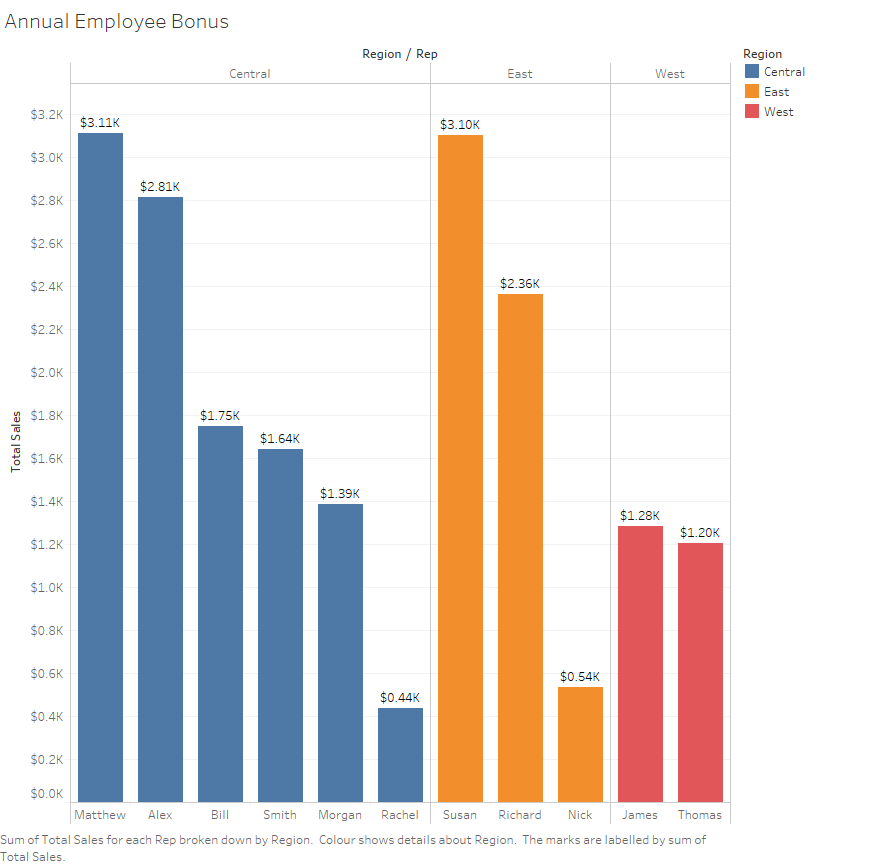 Annual Employee Bonus
Region / Rep
Central East West
Region
Central
East
West
Total Sales
$3.2K
$3.0K
$2.8K
$2.6K
$2.4K
$2.2K
$2.0K
$1.8K
$1.6K
$1.4K
$1.2K
$1.0K
$0.8K
$0.6K
$0.4K
$0.2K
$0.0K
$3.11K
$2.81K
$1.75K
$1.64K
$1.39K
$0.44K
$3.10K
$2.36K
$0.54K
$1.28K
$1.20K
Matthew Alex Bill Smith Morgan Rachel Susan Richard Nick James Thomas
Sum of Total Sales for each Rep broken down by Region.  Colour shows details about Region.  The marks are labelled by sum of
Total Sales.